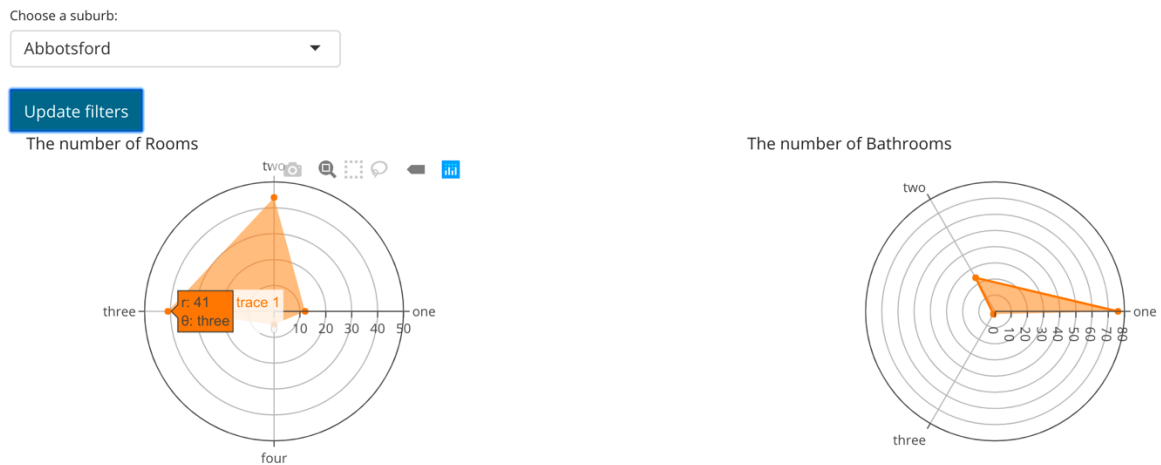 Choose a suburb:
Abbotsford
Update filters
The number of Rooms
two
three
r: 41
θ: three
trace 1
0 10 20 30 40 50
one
four
The number of Bathrooms
two
one
0 10 20 30 40 50 60 70 80
three